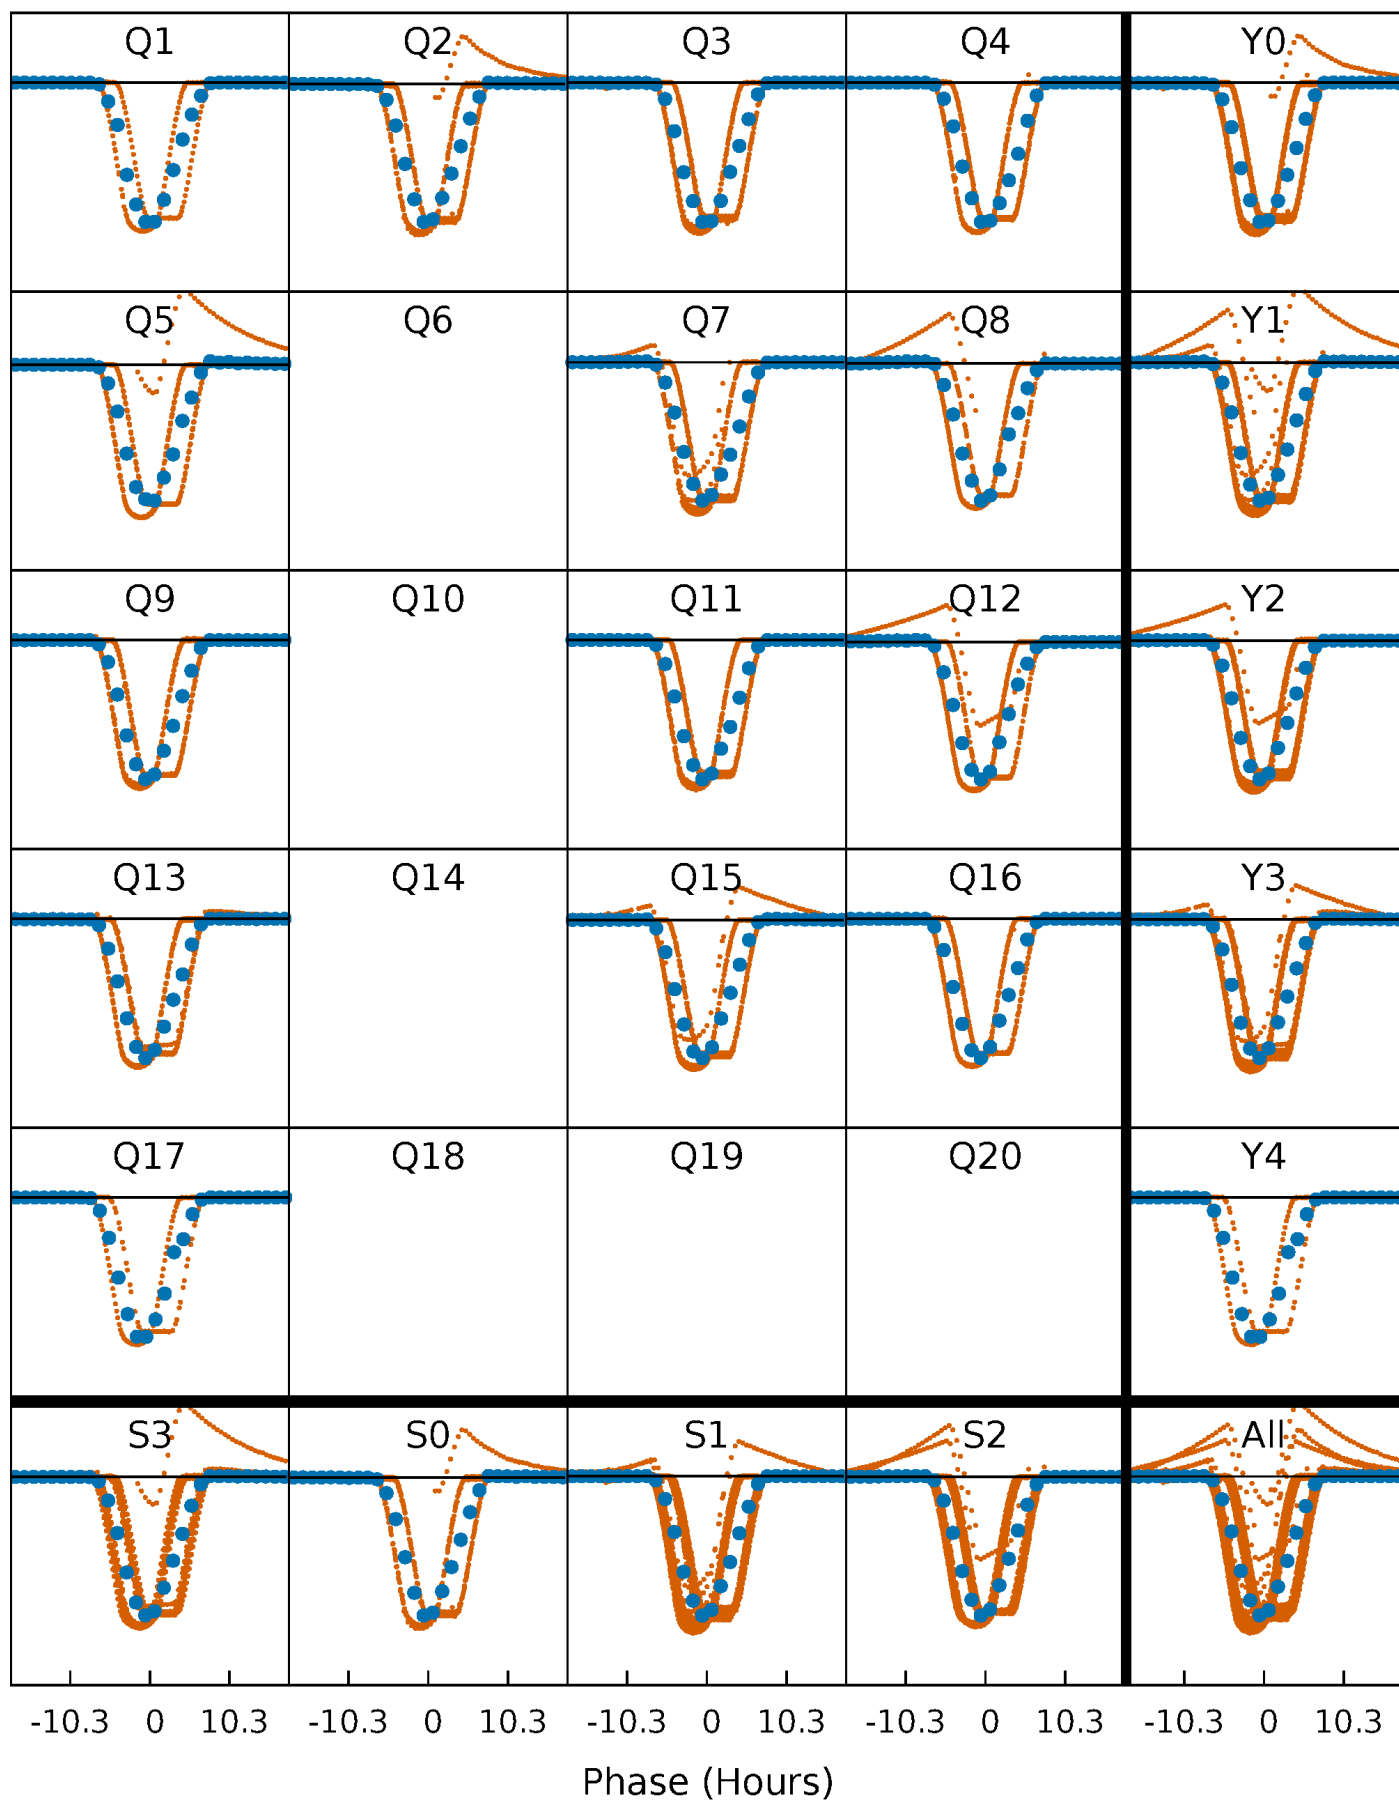 Q1 Q2 Q3 Q4 Y0
Q5 Q6 Q7 Q8 Y1
Q9 Q10 Q11 Q12 Y2
Q13 Q14 Q15 Q16 Y3
Q17 Q18 Q19 Q20 Y4
S3 S0 S1 S2 All
-10.3 0 10.3 -10.3 0 10.3 -10.3 0 10.3 -10.3 0 10.3 -10.3 0 10.3
Phase (Hours)